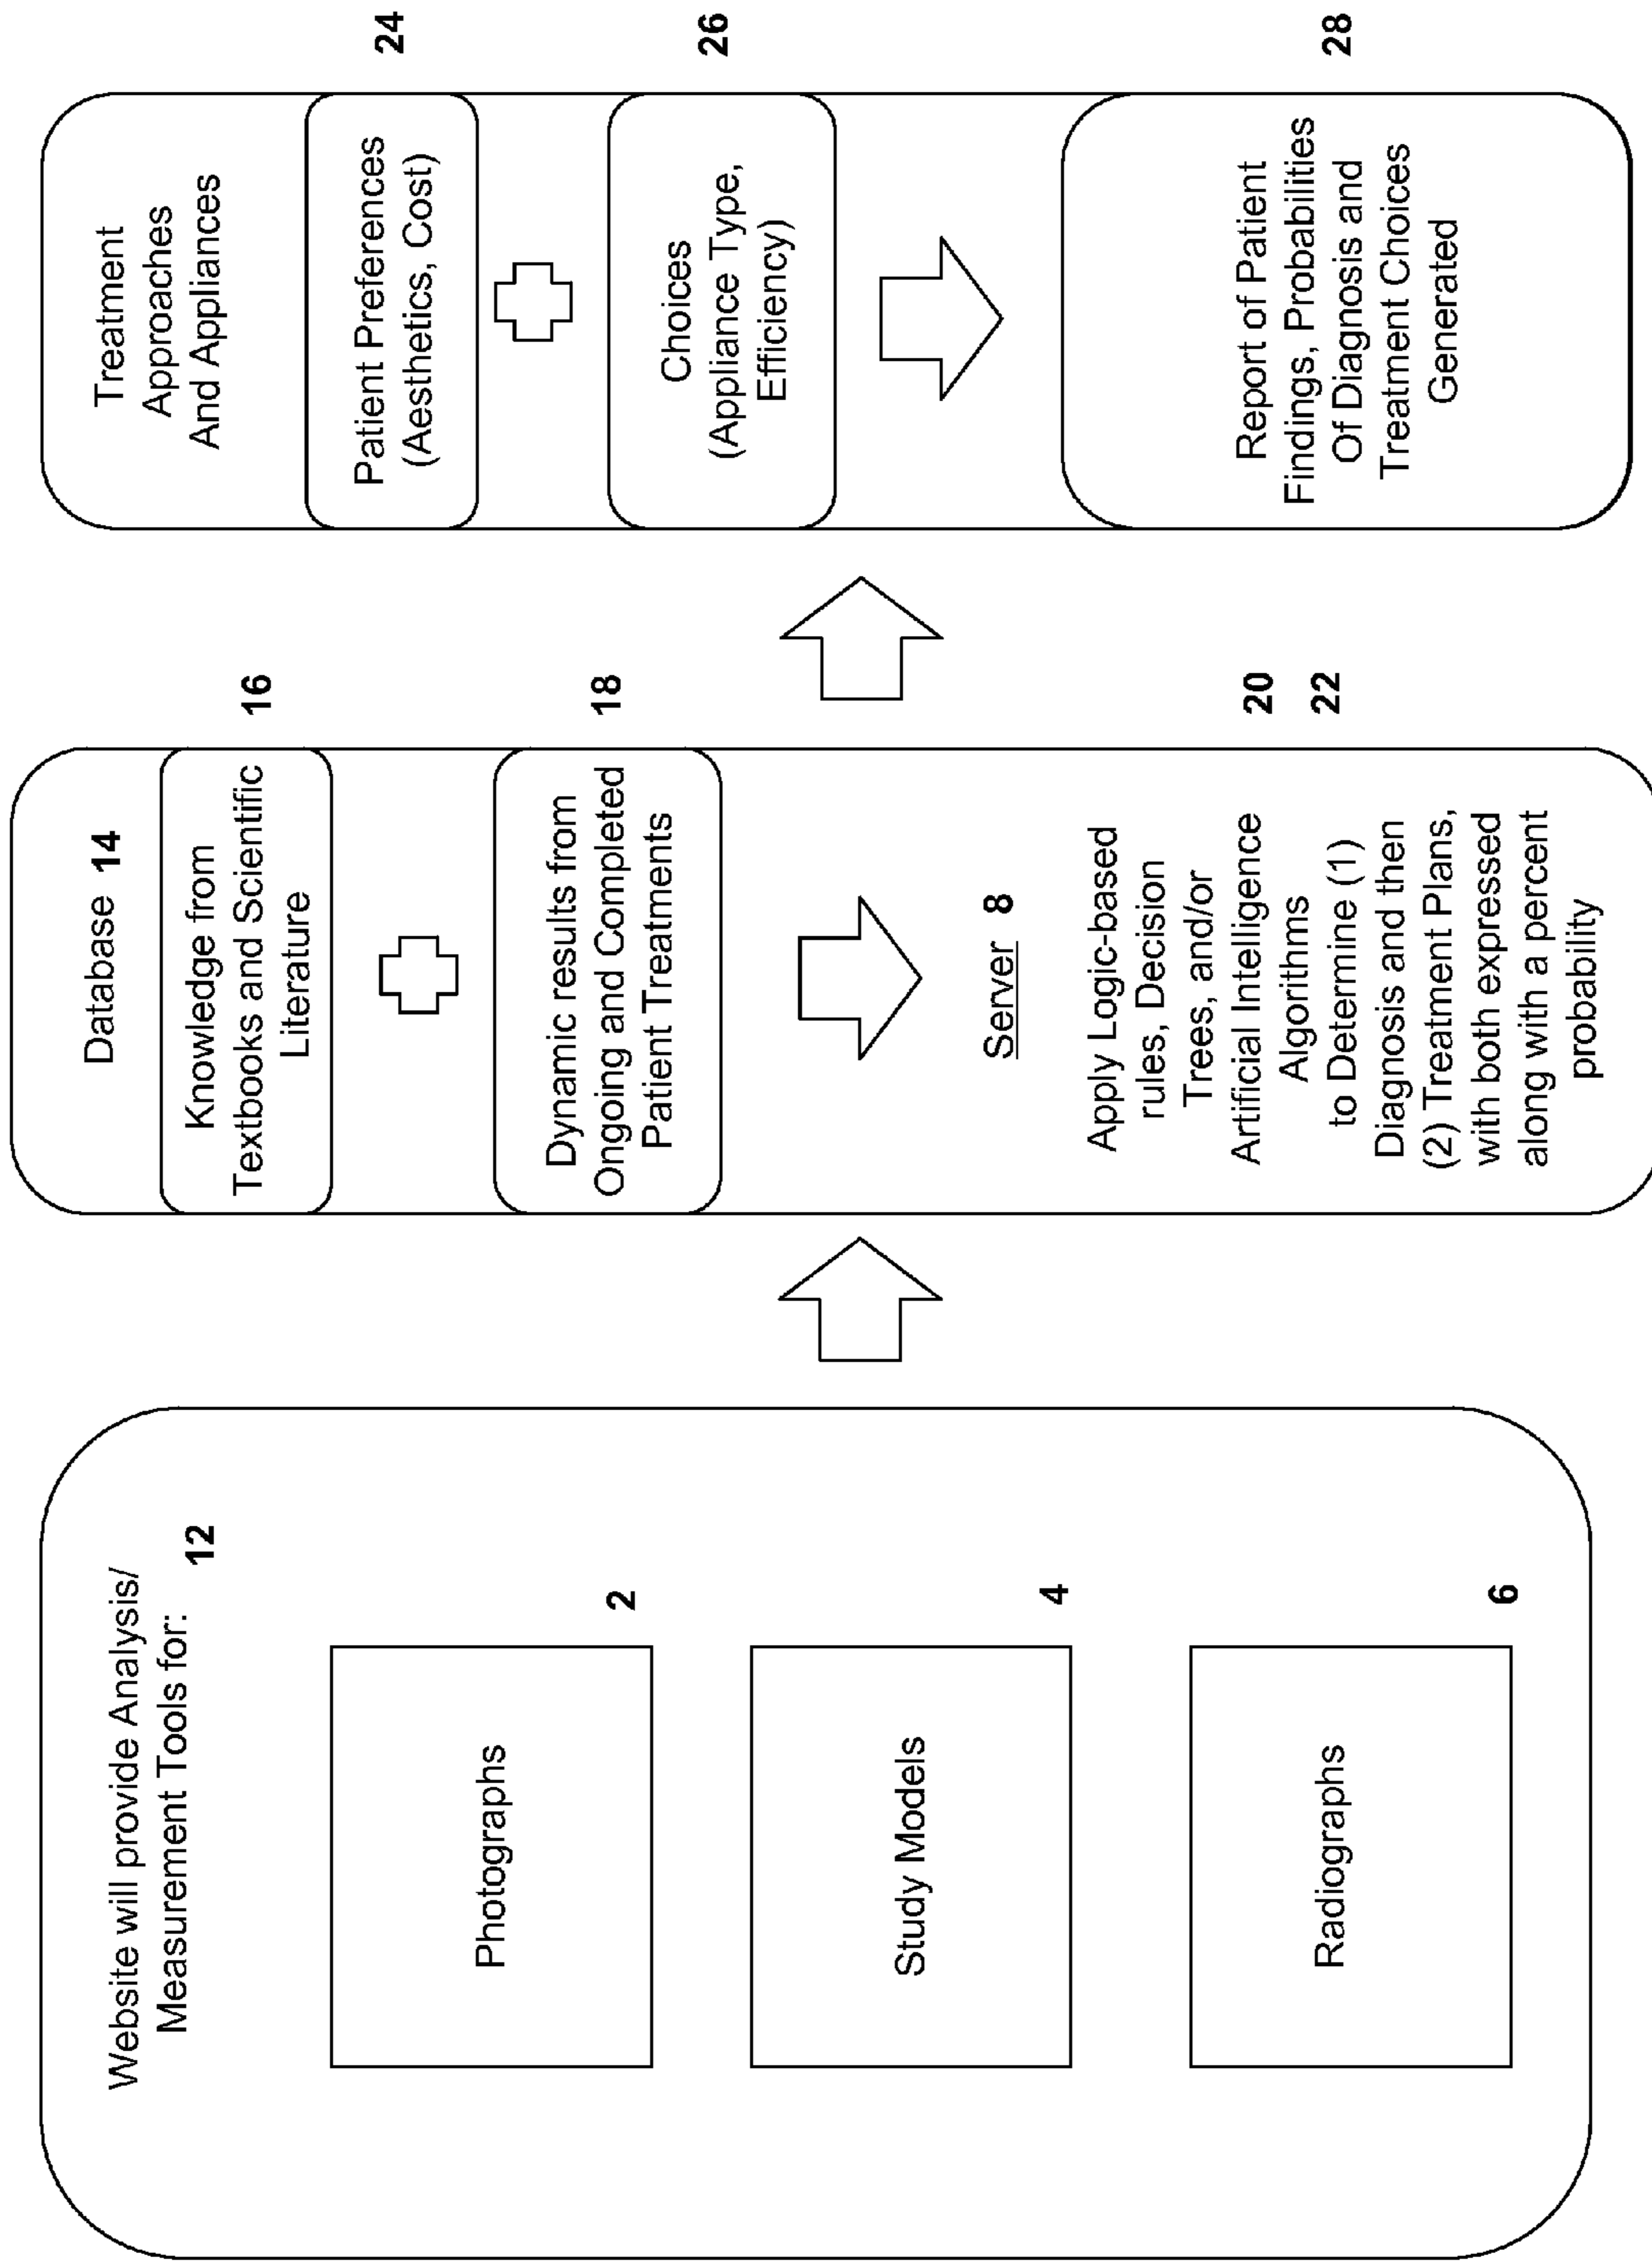 Website will provide Analysis/
Measurement Tools for:
12
Photographs
2
Study Models
4
Radiographs
6
Database 14
Knowledge from
Textbooks and Scientific
Literature
16
Dynamic results from
Ongoing and Completed
Patient Treatments
18
Server 8
Apply Logic-based
rules, Decision
Trees, and/or
Artificial Intelligence
Algorithms
to Determine (1)
Diagnosis and then
(2) Treatment Plans,
with both expressed
along with a percent
probability
20
22
Treatment
Approaches
And Appliances
Patient Preferences
(Aesthetics, Cost)
24
Choices
(Appliance Type,
Efficiency)
26
Report of Patient
Findings, Probabilities
Of Diagnosis and
Treatment Choices
Generated
28